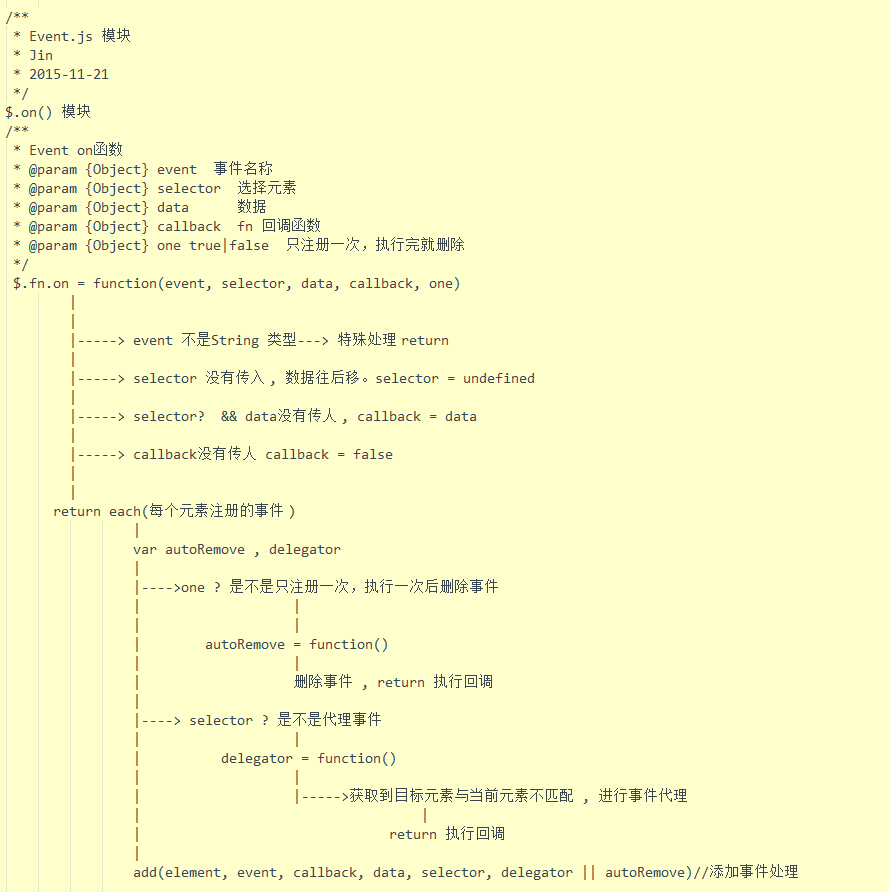 /**
 * Event.js 模块
 * Jin
 * 2015-11-21
 */
$.on() 模块
/**
 * Event on函数
 * @param {Object} event  事件名称
 * @param {Object} selector  选择元素
 * @param {Object} data      数据
 * @param {Object} callback  fn 回调函数
 * @param {Object} one true|false  只注册一次，执行完就删除
 */
 $.fn.on = function(event, selector, data, callback, one)
|
|
|-----> event 不是String 类型---> 特殊处理 return
|
|-----> selector 没有传入 , 数据往后移。selector = undefined
|
|-----> selector?  && data没有传人 , callback = data
|
|-----> callback没有传人 callback = false
|
|
return each(每个元素注册的事件 )
|
var autoRemove , delegator
|
|---->one ? 是不是只注册一次，执行一次后删除事件
|                   |
|                   |
|        autoRemove = function()
|                   |
|                   删除事件 , return 执行回调
|
|----> selector ? 是不是代理事件
|                   |
|          delegator = function()
|                   |
|                   |----->获取到目标元素与当前元素不匹配 , 进行事件代理
|                                   |
|                               return 执行回调
|
add(element, event, callback, data, selector, delegator || autoRemove)//添加事件处理